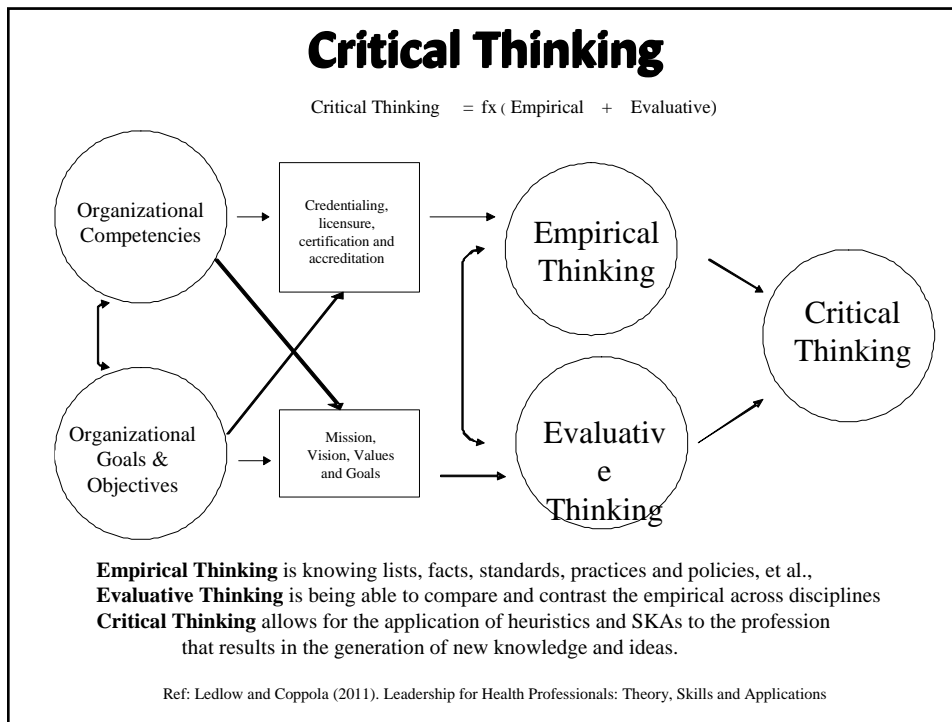 Critical Thinking
Critical Thinking = fx ( Empirical + Evaluative)
Organizational
Competencies
Credentialing,
licensure,
certification and
accreditation
Empirical
Thinking
Critical
Thinking
Organizational
Goals &
Objectives
Mission,
Vision, Values
and Goals
Evaluativ
e
Thinking
Empirical Thinking is knowing lists, facts, standards, practices and policies, et al.,
Evaluative Thinking is being able to compare and contrast the empirical across disciplines
Critical Thinking allows for the application of heuristics and SKAs to the profession
that results in the generation of new knowledge and ideas.
Ref: Ledlow and Coppola (2011). Leadership for Health Professionals: Theory, Skills and Applications